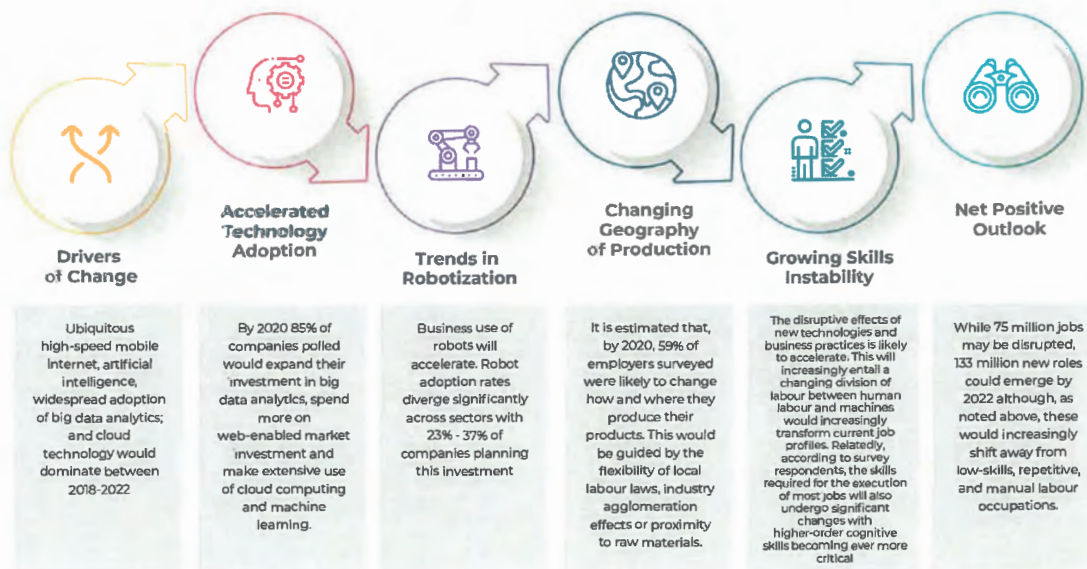 Drivers
of Change
Ubiquitous
high-speed mobile
internet, artificial
intelligence,
widespread adoption
of big data analytics;
and cloud
technology would
dominate between
2018-2022
Accelerated
Technology
Adoption
By 2020 85% of
companies polled
would expand their
investment in big
data analytics, spend
more on
web-enabled market
investment and
make extensive use
of cloud computing
and machine
learning.
Trends in
Robotization
Business use of
robots will
accelerate. Robot
adoption rates
diverge significantly
across sectors with
23% - 37% of
companies planning
this investment
Changing
Geography
of Production
It is estimated that,
by 2020, 59% of
employers surveyed
were likely to change
how and where they
produce their
products. This would
be guided by the
flexibility of local
labour laws, industry
agglomeration
effects or proximity
to raw materials.
Growing Skills
Instability
The disruptive effects of
new technologies and
business practices is likely
to accelerate. This will
increasingly entail a
changing division of
labour between human
labour and machines
would increasingly
transform current job
profiles. Relatedly,
according to survey
respondents, the skills
required for the execution
of most jobs will also
undergo significant
changes with
higher-order cognitive
skills becoming ever more
critical
Net Positive
Outlook
While 75 million jobs
may be disrupted,
133 million new roles
could emerge by
2022 although, as
noted above, these
would increasingly
shift away from
low-skills, repetitive,
and manual labour
occupations.